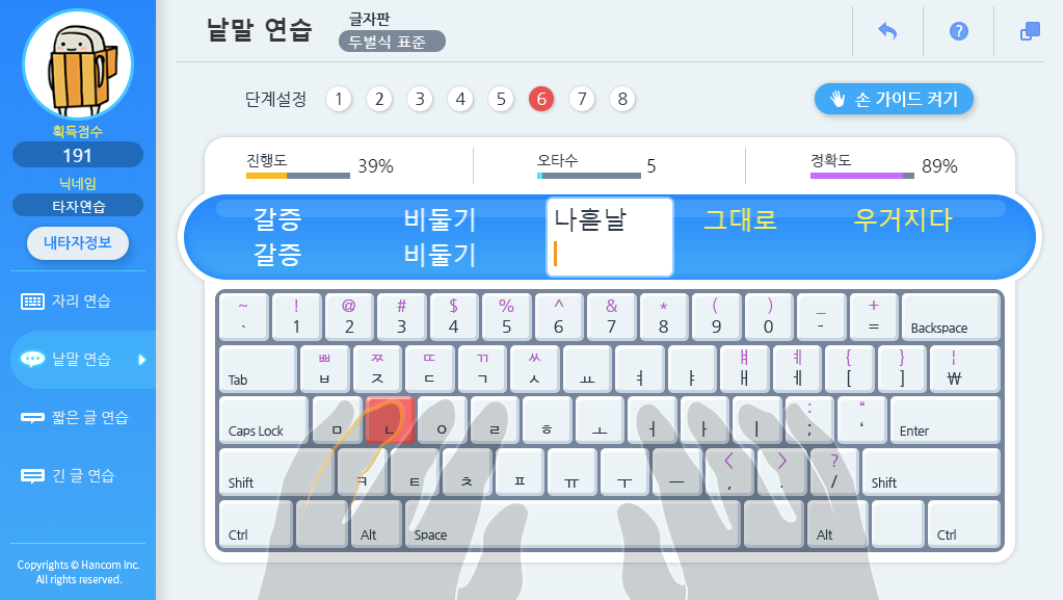 낱말 연습
글자판
두벌식 표준
획득점수
191
닉네임
타자연습
내타자정보
자리 연습
낱말 연습
짧은 글 연습
긴 글 연습
Copyrights © Hancom Inc.
All rights reserved.
단계설정 1 2 3 4 5 6 7 8
손 가이드 켜기
진행도 39%
오타수 5
정확도 89%
갈증 비둘기 나흗날 그대로 우거지다
갈증 비둘기
~ ! @ # $ % ^ & * ( ) _ +
` 1 2 3 4 5 6 7 8 9 0 - = Backspace
ㅃ ㅉ ㄸ ㄲ ㅆ ㅒ ㅖ { } ¦
Tab ㅂ ㅈ ㄷ ㄱ ㅅ ㅛ ㅕ ㅑ ㅐ ㅔ [ ] ₩
: “
Caps Lock ㅁ ㄴ ㅇ ㄹ ㅎ ㅗ ㅓ ㅏ ㅣ ; ‘ Enter
< > ?
Shift ㅋ ㅌ ㅊ ㅍ ㅠ ㅜ ㅡ , . / Shift
Ctrl Alt Space Alt Ctrl